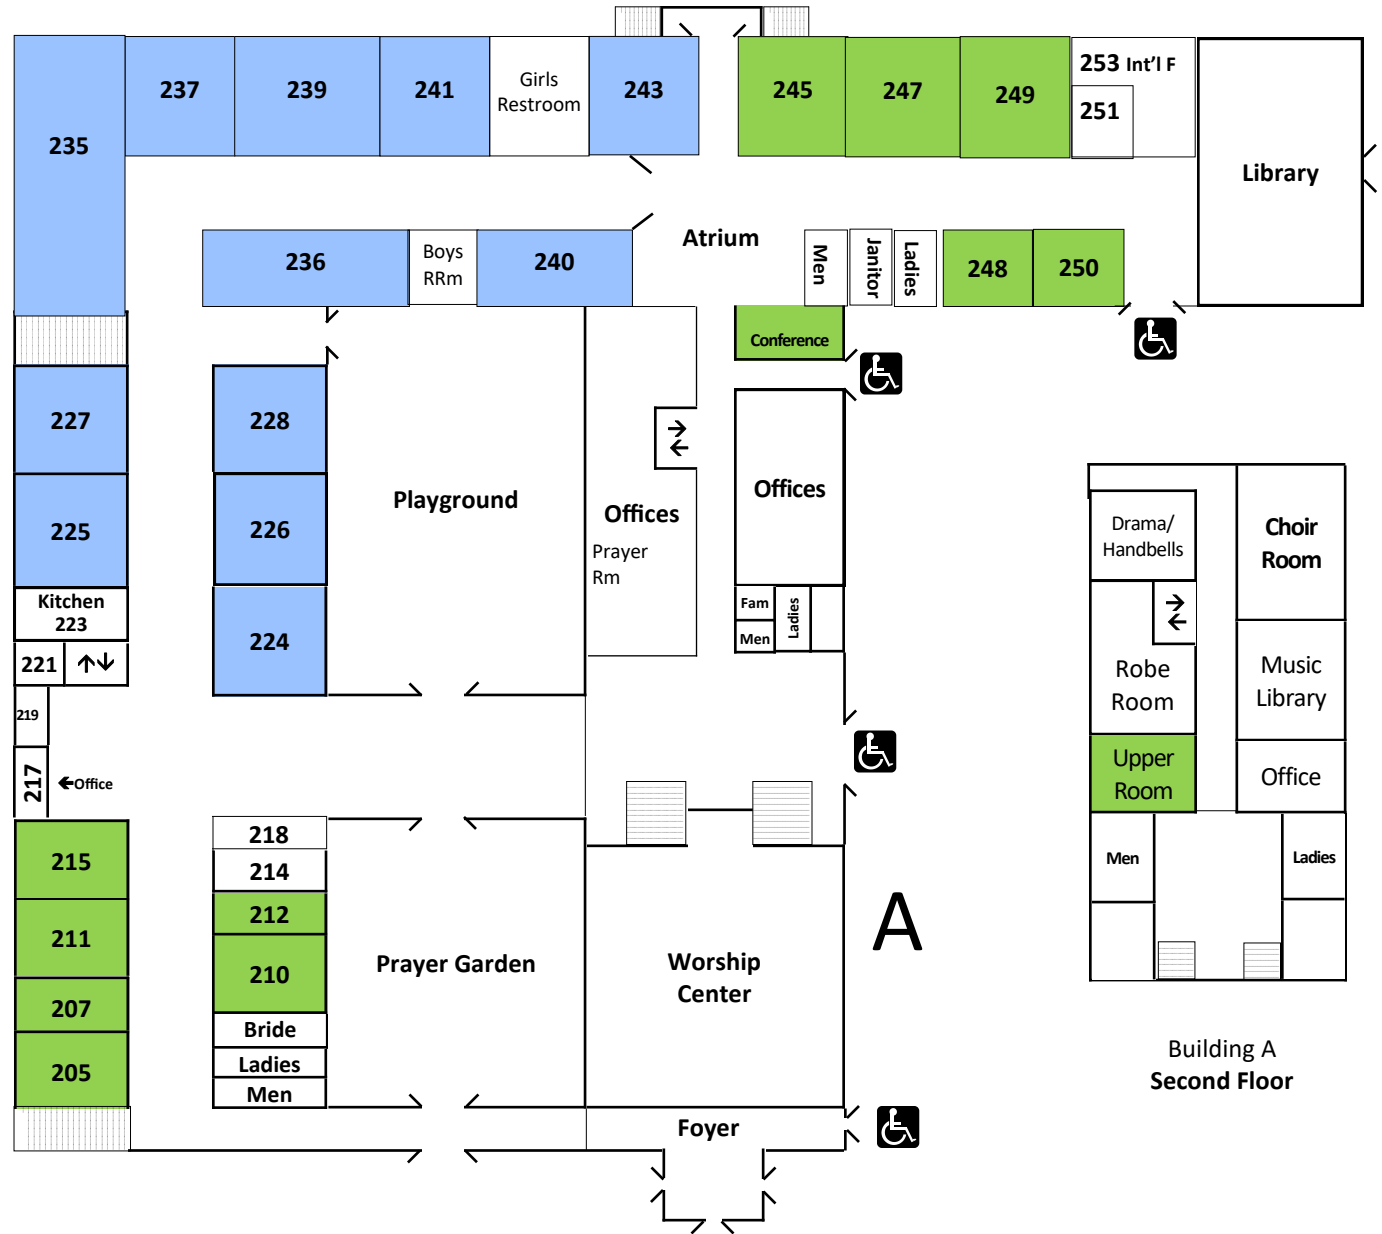 237
239
241
Girls
Restroom
243
245
247
249
253 Int'l F
251
235
Library
236
Boys
RRm
240
Atrium
Men
Janitor
Ladies
248
250
Conference
227
228
225
226
Playground
Offices
Prayer
Rm
Offices
Kitchen
223
224
Fam
Men
Ladies
221
219
217
Office
215
211
207
205
218
214
212
210
Bride
Ladies
Men
Prayer Garden
Worship
Center
A
Foyer
Drama/
Handbells
Choir
Room
Robe
Room
Music
Library
Upper
Room
Office
Men
Ladies
Building A
Second Floor